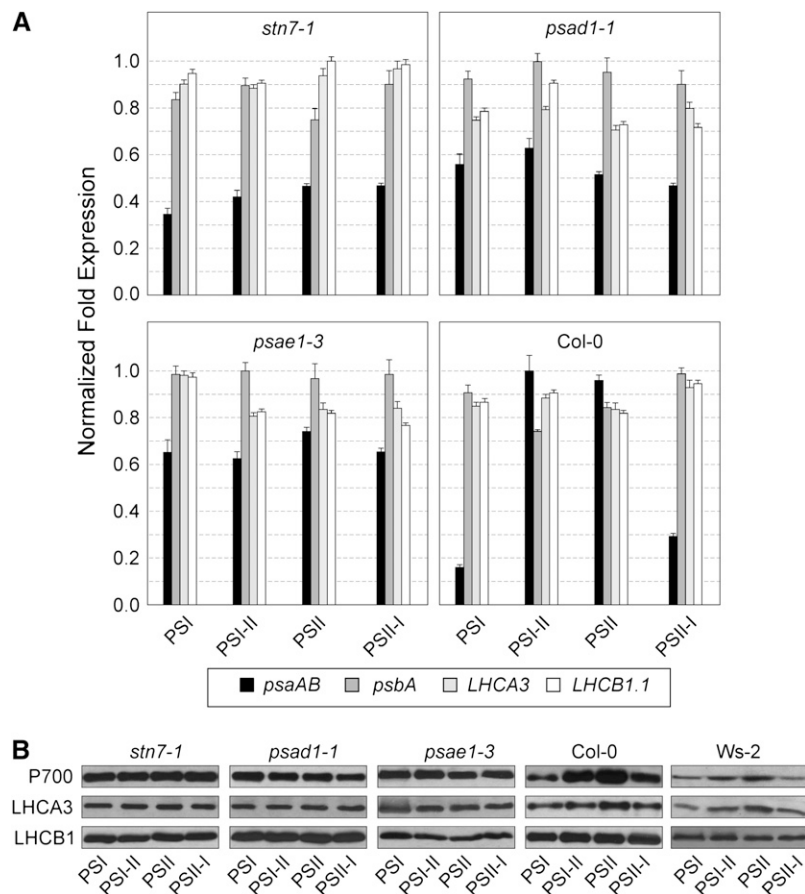 A
stn7-1
psad1-1
Normalized Fold Expression
1.0
0.8
0.6
0.4
0.2
0.0
psae1-3
Col-0
1.0
0.8
0.6
0.4
0.2
0.0
PSI PSI-II PSII PSII-I PSI PSI-II PSII PSII-I
psaAB psbA LHCA3 LHCB1.1
B
stn7-1 psad1-1 psae1-3 Col-0 Ws-2
P700
LHCA3
LHCB1
PSI PSI-II PSII PSII-I PSI PSI-II PSII PSII-I PSI PSI-II PSII PSII-I PSI PSI-II PSII PSII-I PSI PSI-II PSII PSII-I